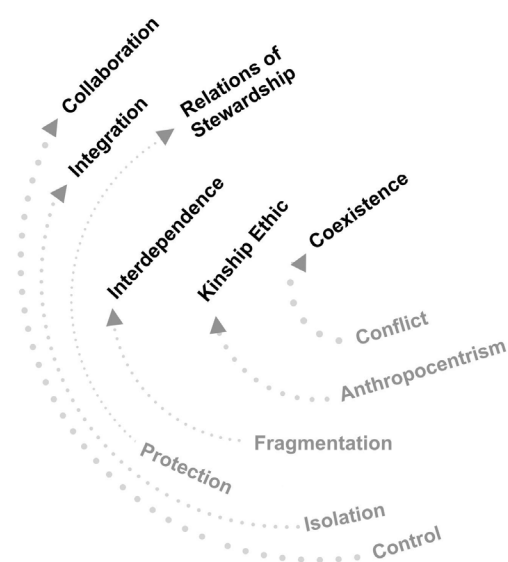 Collaboration
Integration
Relations of
Stewardship
Interdependence
Kinship Ethic
Coexistence
Conflict
Anthropocentrism
Fragmentation
Protection
Isolation
Control